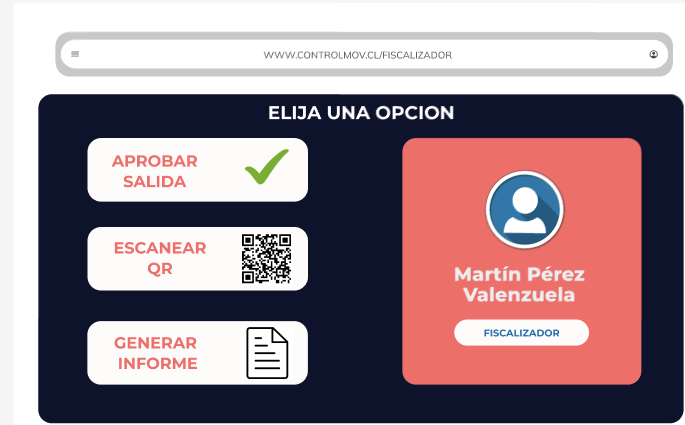 WWW.CONTROLMOV.CL/FISCALIZADOR
ELIJA UNA OPCION
APROBAR
SALIDA
ESCANEAR
QR
GENERAR
INFORME
Martín Pérez
Valenzuela
FISCALIZADOR